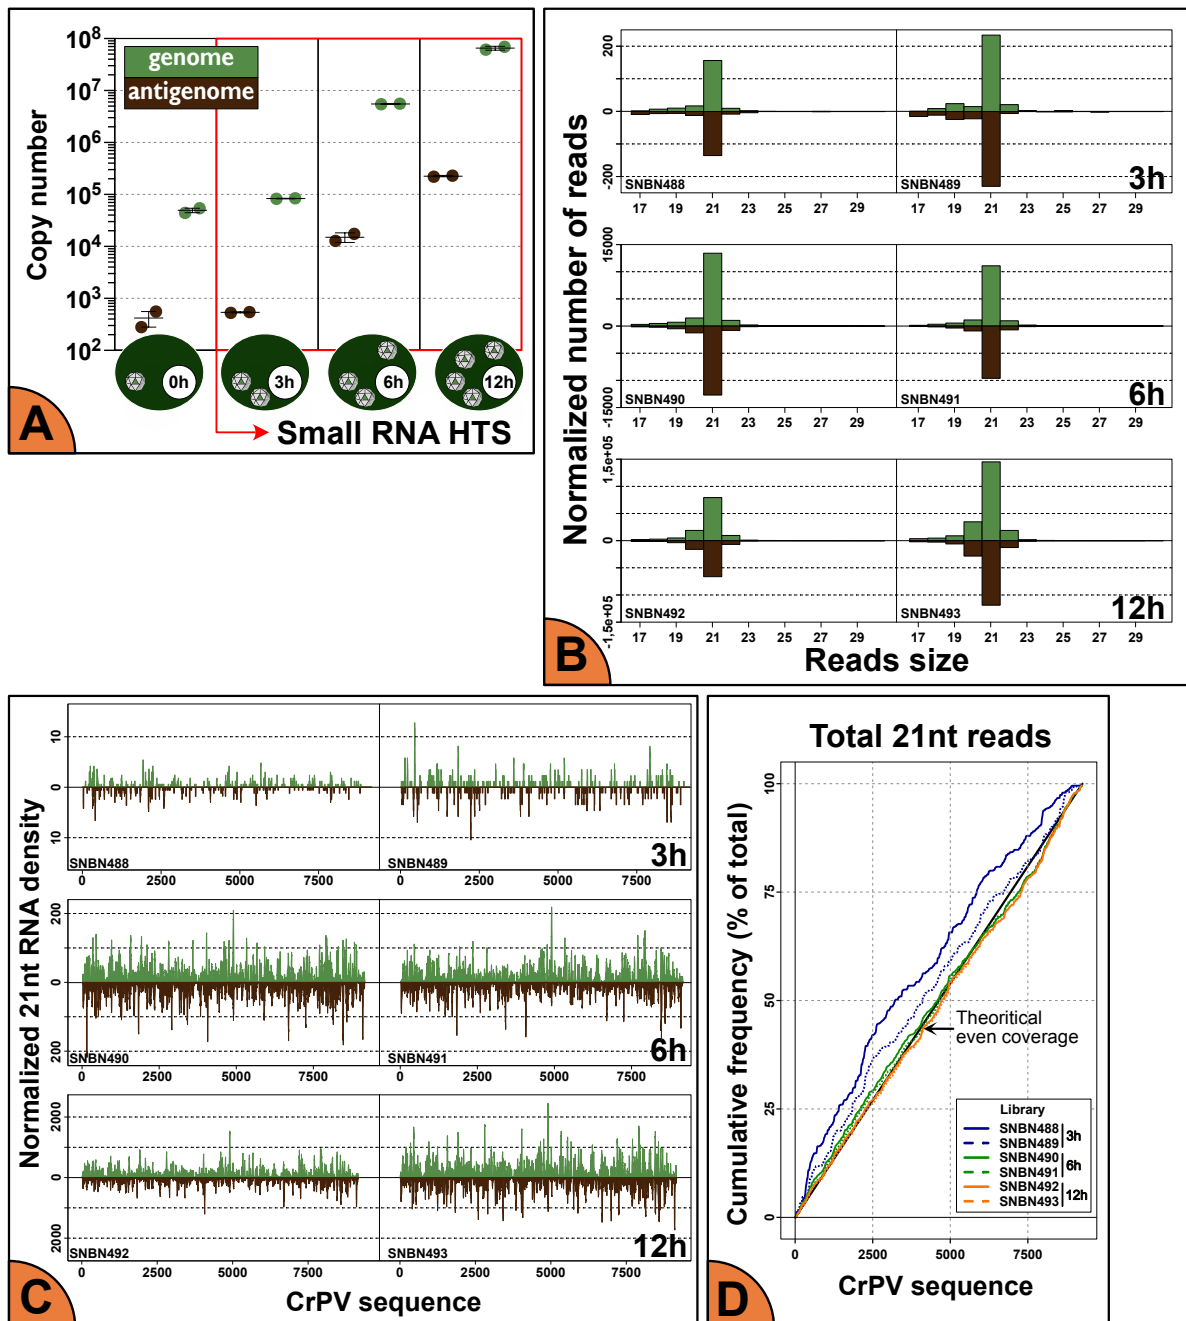 10^8
10^7
10^6
10^5
10^4
10^3
10^2
Copy number
genome
antigenome
0h
3h
6h
12h
Small RNA HTS
A
Normalized number of reads
200
0
-200
SNBN488
SNBN489
3h
17 19 21 23 25 27 29
17 19 21 23 25 27 29
15000
0
-15000
SNBN490
SNBN491
6h
17 19 21 23 25 27 29
17 19 21 23 25 27 29
1,5e+05
0
-1,5e+05
SNBN492
SNBN493
12h
17 19 21 23 25 27 29
17 19 21 23 25 27 29
Reads size
B
Normalized 21nt RNA density
10
0
10
SNBN488
SNBN489
3h
0 2500 5000 7500
0 2500 5000 7500
200
0
200
SNBN490
SNBN491
6h
0 2500 5000 7500
0 2500 5000 7500
2000
0
2000
SNBN492
SNBN493
12h
0 2500 5000 7500
0 2500 5000 7500
CrPV sequence
C
Total 21nt reads
Cumulative frequency (% of total)
100
75
50
25
0
Theoritical
even coverage
Library
SNBN488
SNBN489
3h
SNBN490
SNBN491
6h
SNBN492
SNBN493
12h
0 2500 5000 7500
CrPV sequence
D